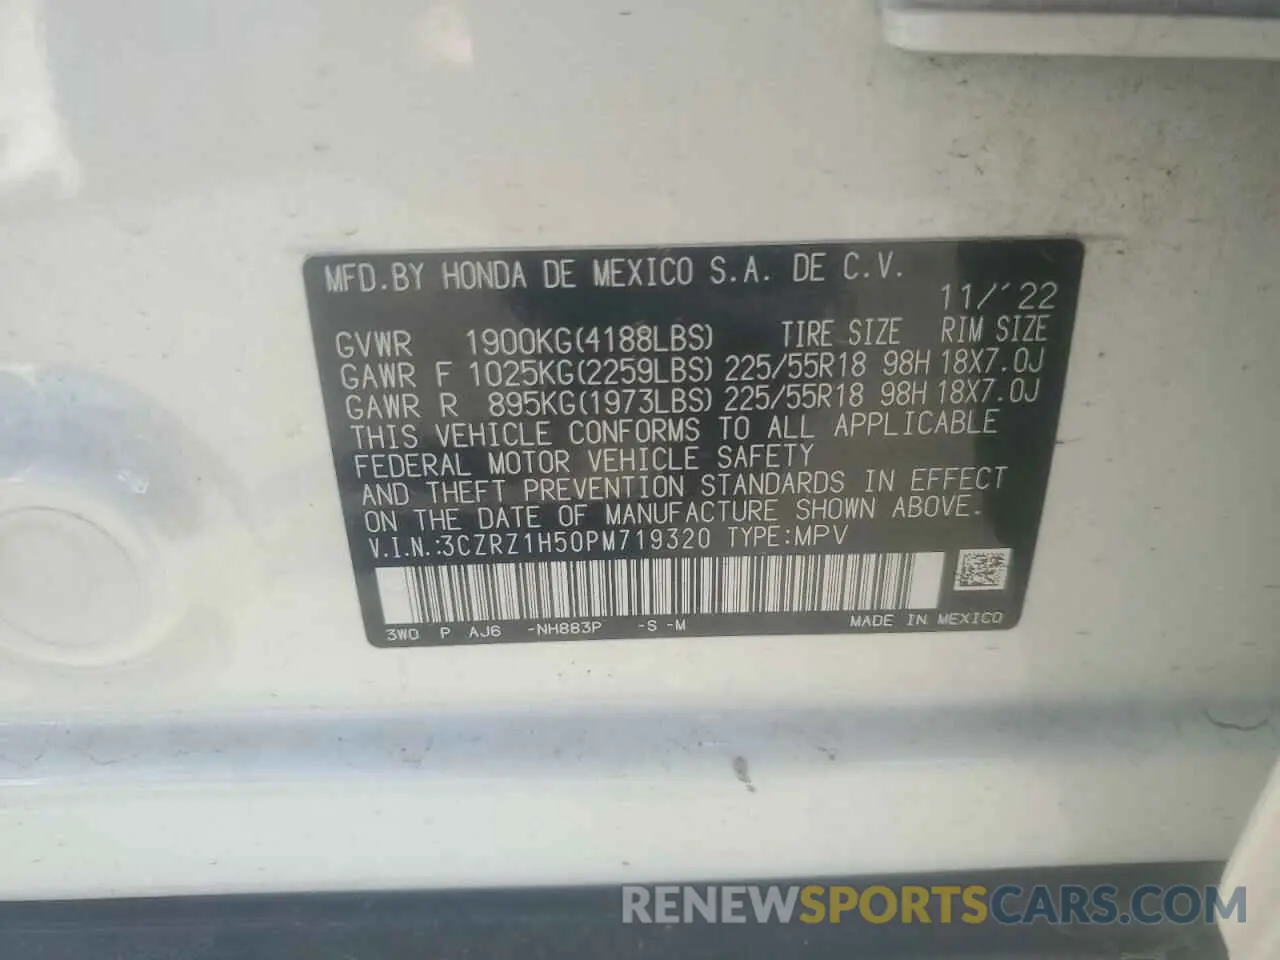 MFD.BY HONDA DE MEXICO S.A. DE C.V.
11/´22
GVWR 1900KG(4188LBS) TIRE SIZE RIM SIZE
GAWR F 1025KG(2259LBS) 225/55R18 98H 18X7.0J
GAWR R 895KG(1973LBS) 225/55R18 98H 18X7.0J
THIS VEHICLE CONFORMS TO ALL APPLICABLE
FEDERAL MOTOR VEHICLE SAFETY
AND THEFT PREVENTION STANDARDS IN EFFECT
ON THE DATE OF MANUFACTURE SHOWN ABOVE.
V.I.N.:3CZRZ1H50PM719320 TYPE:MPV
3W0 P AJ6 -NH883P -S -M MADE IN MEXICO
RENEWSPORTSCARS.COM